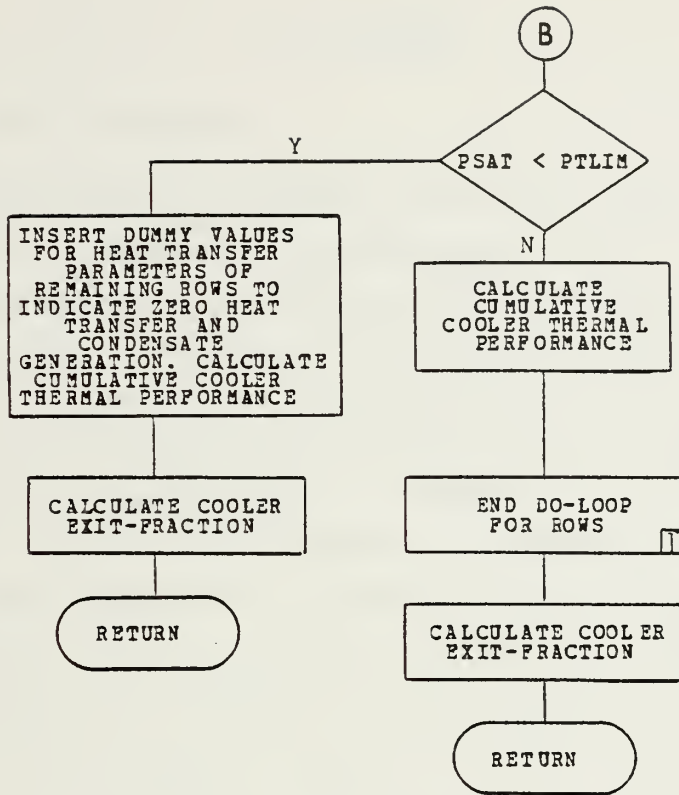 B
PSAT < PTLIM
Y
N
INSERT DUMMY VALUES
FOR HEAT TRANSFER
PARAMETERS OF
REMAINING ROWS TO
INDICATE ZERO HEAT
TRANSFER AND
CONDENSATE
GENERATION. CALCULATE
CUMULATIVE COOLER
THERMAL PERFORMANCE
CALCULATE COOLER
EXIT-FRACTION
RETURN
CALCULATE
CUMULATIVE
COOLER THERMAL
PERFORMANCE
END DO-LOOP
FOR ROWS
CALCULATE COOLER
EXIT-FRACTION
RETURN